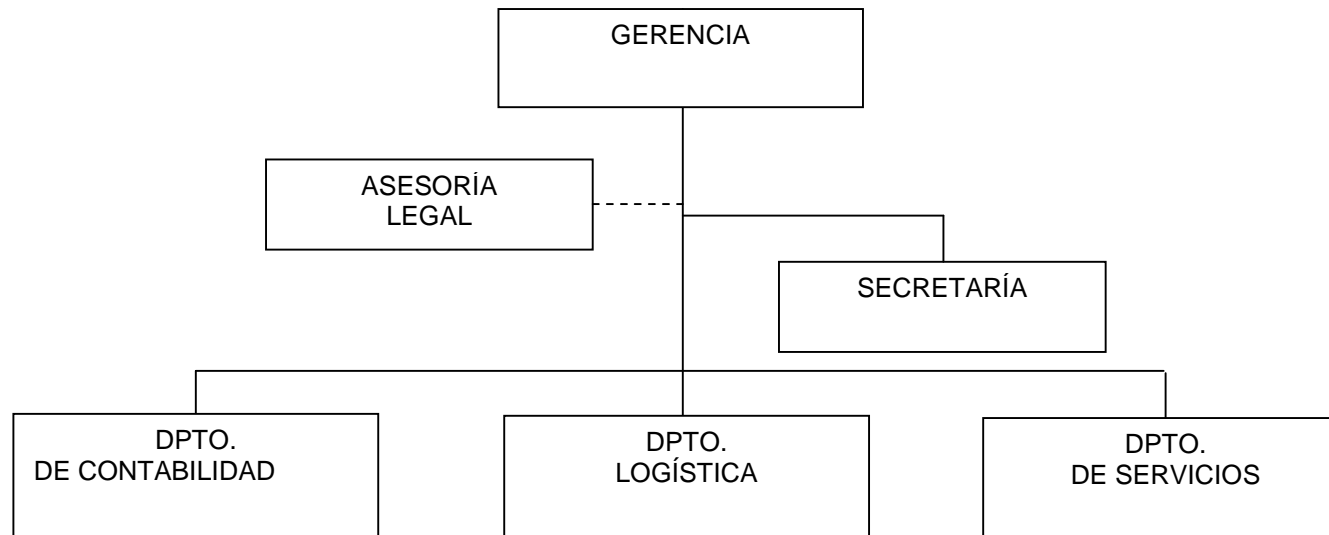 GERENCIA
ASESORÍA
LEGAL
SECRETARÍA
DPTO.
DE CONTABILIDAD
DPTO.
LOGÍSTICA
DPTO.
DE SERVICIOS